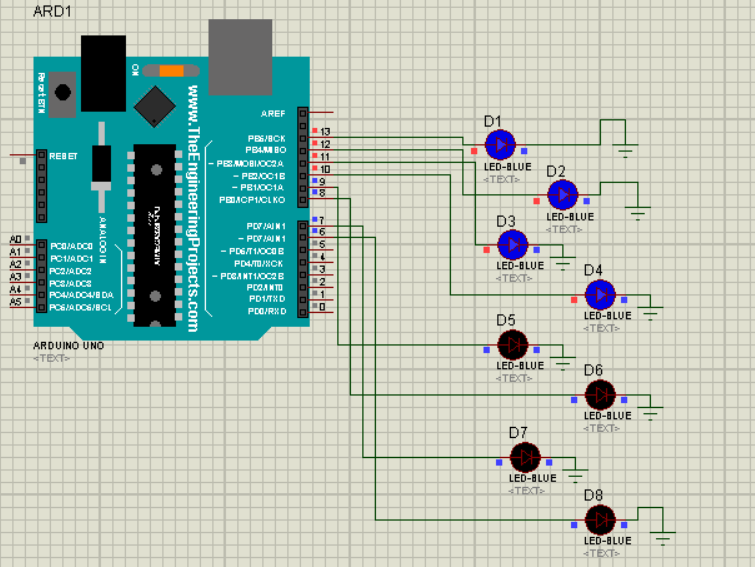 ARD1
Reset BTN
ON
www.TheEngineeringProjects.com
AREF
RESET
13
PB5/SCK
12
PB4/MISO
11
~ PB3/MOSI/OC2A
10
~ PB2/OC1B
9
~ PB1/OC1A
8
PB0/ICP1/CLKO
7
PD7/AIN1
6
5
~ PD5/T1/OC0B
4
PD4/T0/XCK
3
~ PD3/INT1/OC2B
2
PD2/INT0
1
PD1/TXD
0
PD0/RXD
ANALOG IN
A0
PC0/ADC0
A1
PC1/ADC1
A2
PC2/ADC2
A3
PC3/ADC3
A4
PC4/ADC4/SDA
A5
PC5/ADC5/SCL
ARDUINO UNO
<TEXT>
D1
LED-BLUE
<TEXT>
D2
LED-BLUE
<TEXT>
D3
LED-BLUE
<TEXT>
D4
LED-BLUE
<TEXT>
D5
LED-BLUE
<TEXT>
D6
LED-BLUE
<TEXT>
D7
LED-BLUE
<TEXT>
D8
LED-BLUE
<TEXT>